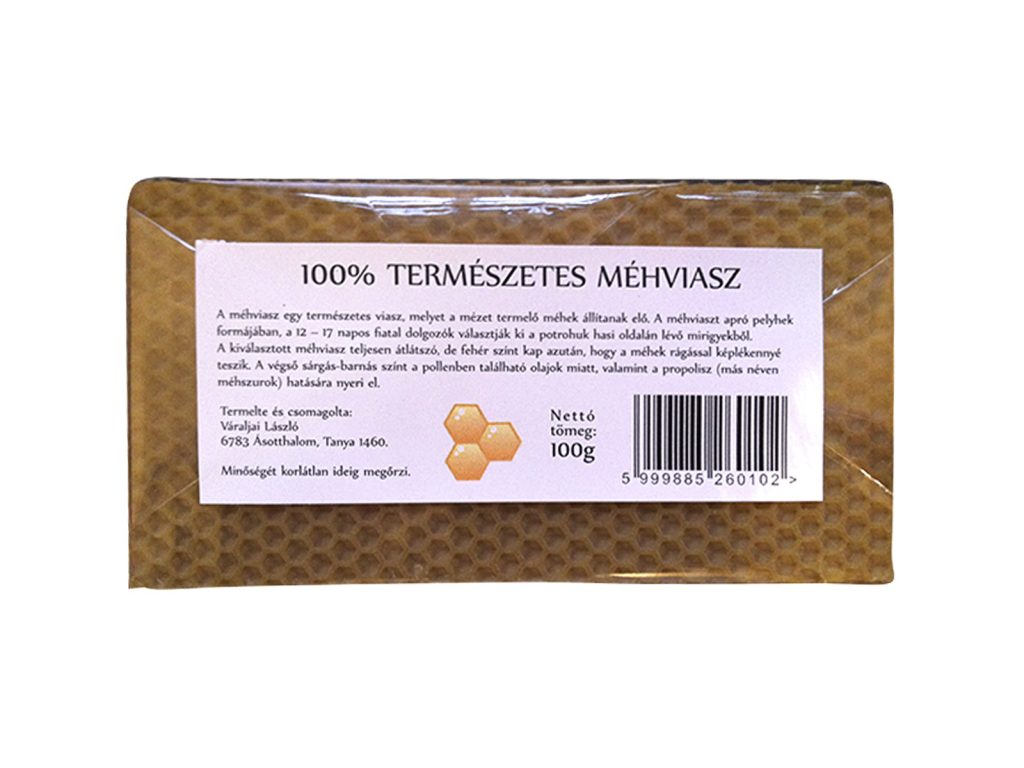 100% TERMÉSZETES MÉHVIASZ
A méhviasz egy természetes viasz, melyet a mézet termelő méhek állítanak elő. A méhviaszt apró pelyhek
formájában, a 12 – 17 napos fiatal dolgozók választják ki a potrohuk hasi oldalán lévő mirigyekből.
A kiválasztott méhviasz teljesen átlátszó, de fehér színt kap azután, hogy a méhek rágással képlékennyé
teszik. A végső sárgás-barnás színt a pollenben található olajok miatt, valamint a propolisz (más néven
méhszurok) hatására nyeri el.
Termelte és csomagolta:
Váraljai László
6783 Ásotthalom, Tanya 1460.
Minőségét korlátlan ideig megőrzi.
Nettó
tömeg:
100g
5 999885 260102 >